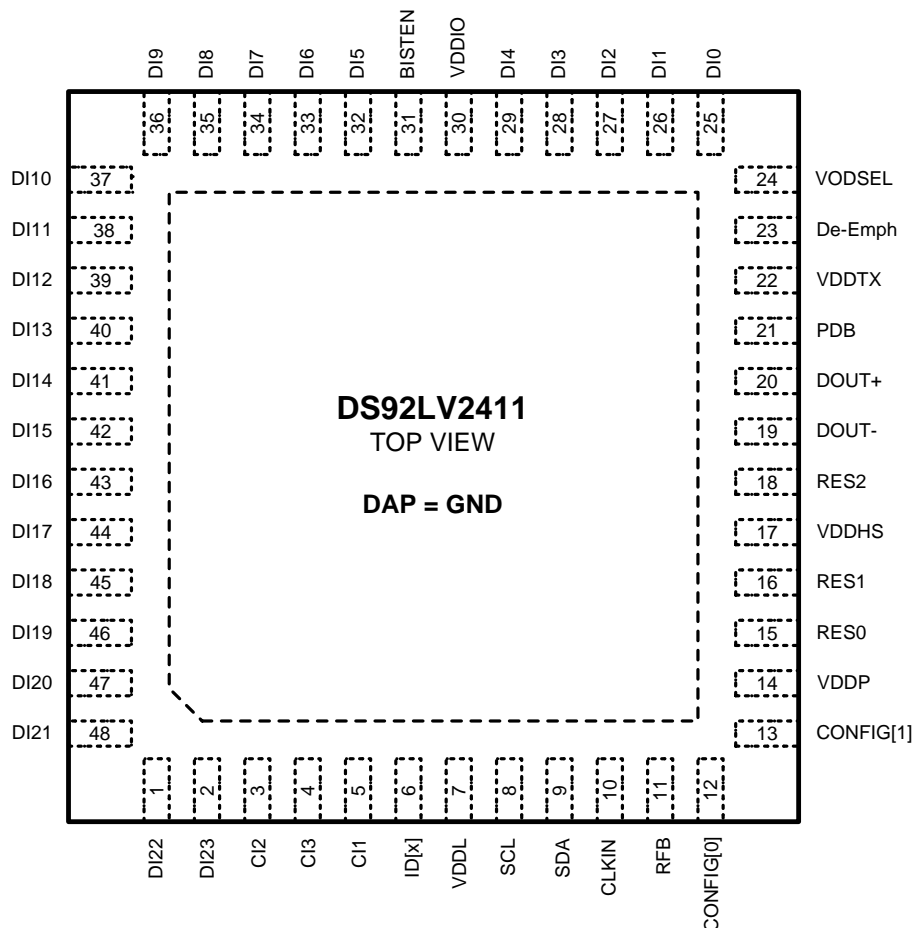 DI9 DI8 DI7 DI6 DI5 BISTEN VDDIO DI4 DI3 DI2 DI1 DI0
36 35 34 33 32 31 30 29 28 27 26 25
DI10 37 24 VODSEL
DI11 38 23 De-Emph
DI12 39 22 VDDTX
DI13 40 21 PDB
DI14 41 20 DOUT+
DS92LV2411
DI15 42 19 DOUT-
TOP VIEW
DI16 43 18 RES2
DAP = GND
DI17 44 17 VDDHS
DI18 45 16 RES1
DI19 46 15 RES0
DI20 47 14 VDDP
DI21 48 13 CONFIG[1]
1 2 3 4 5 6 7 8 9 10 11 12
DI22 DI23 CI2 CI3 CI1 ID[x] VDDL SCL SDA CLKIN RFB CONFIG[0]